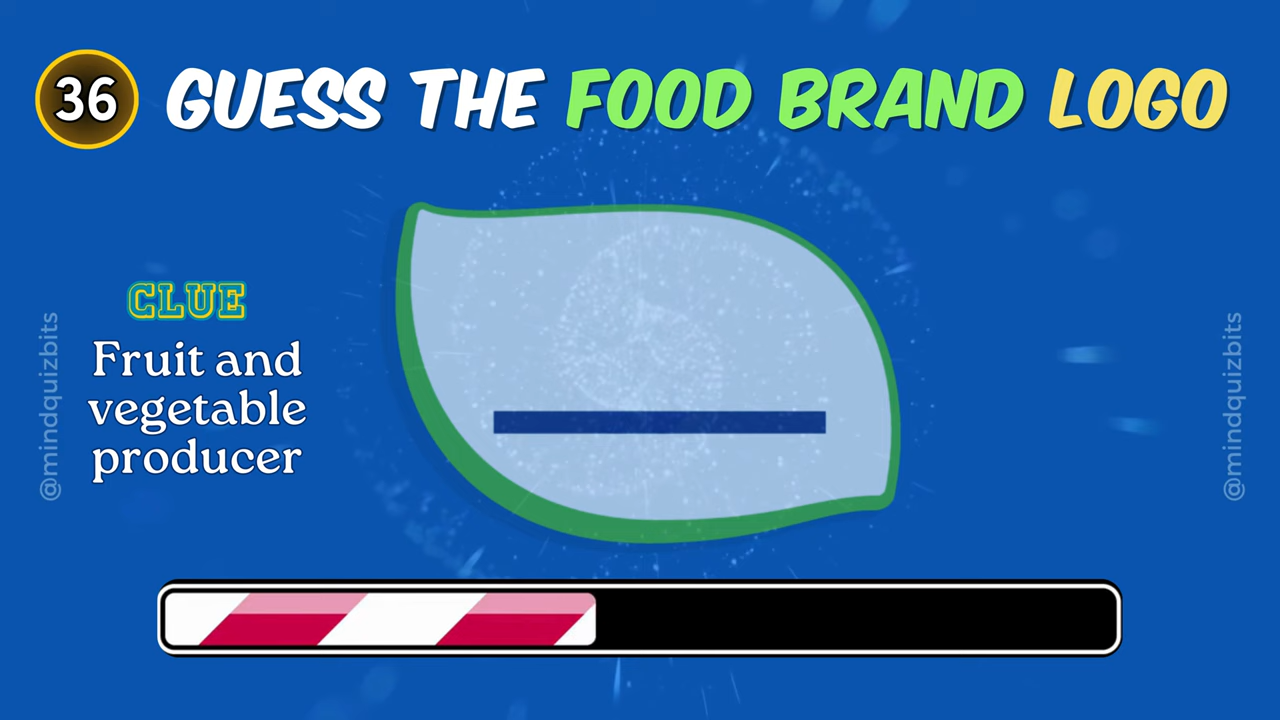 36 GUESS THE FOOD BRAND LOGO
CLUE
Fruit and
vegetable
producer
@mindquizbits
@mindquizbits